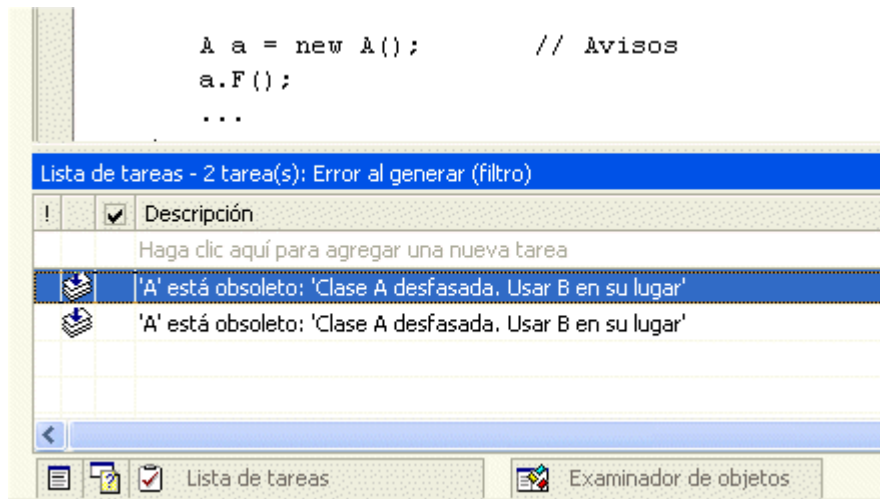 A a = new A();          // Avisos
a.F();
...
Lista de tareas - 2 tarea(s): Error al generar (filtro)
! Descripción
Haga clic aquí para agregar una nueva tarea
'A' está obsoleto: 'Clase A desfasada. Usar B en su lugar'
'A' está obsoleto: 'Clase A desfasada. Usar B en su lugar'
Lista de tareas Examinador de objetos